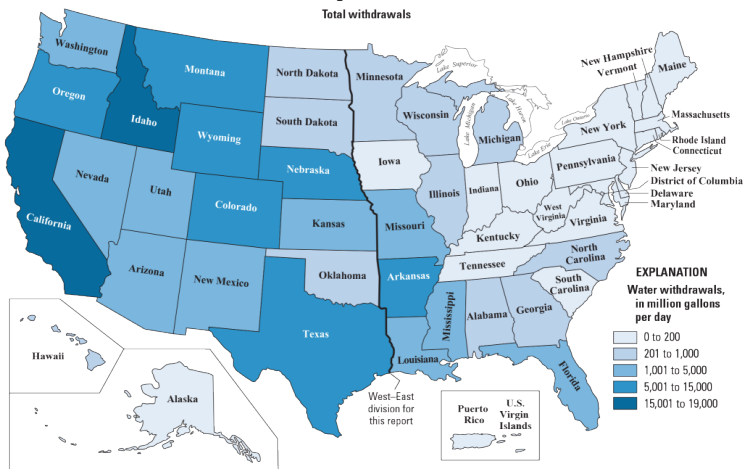 Total withdrawals
Washington
Oregon
California
Nevada
Idaho
Montana
Wyoming
Utah
Colorado
Arizona
New Mexico
North Dakota
South Dakota
Nebraska
Kansas
Oklahoma
Texas
Minnesota
Iowa
Missouri
Arkansas
Louisiana
Wisconsin
Illinois
Michigan
Indiana
Ohio
Kentucky
Tennessee
Mississippi
Alabama
Georgia
Florida
South
Carolina
North
Carolina
Virginia
West
Virginia
Pennsylvania
New York
New Hampshire
Vermont
Maine
Massachusetts
Rhode Island
Connecticut
New Jersey
District of Columbia
Delaware
Maryland
Lake Superior
Lake Michigan
Lake Huron
Lake Erie
Lake Ontario
Hawaii
Alaska
West–East
division for
this report
Puerto
Rico
U.S.
Virgin
Islands
EXPLANATION
Water withdrawals,
in million gallons
per day
0 to 200
201 to 1,000
1,001 to 5,000
5,001 to 15,000
15,001 to 19,000